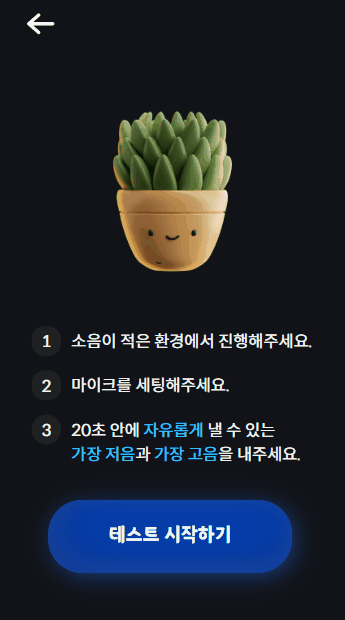 1 소음이 적은 환경에서 진행해주세요.
2 마이크를 세팅해주세요.
3 20초 안에 자유롭게 낼 수 있는
가장 저음과 가장 고음을 내주세요.
테스트 시작하기